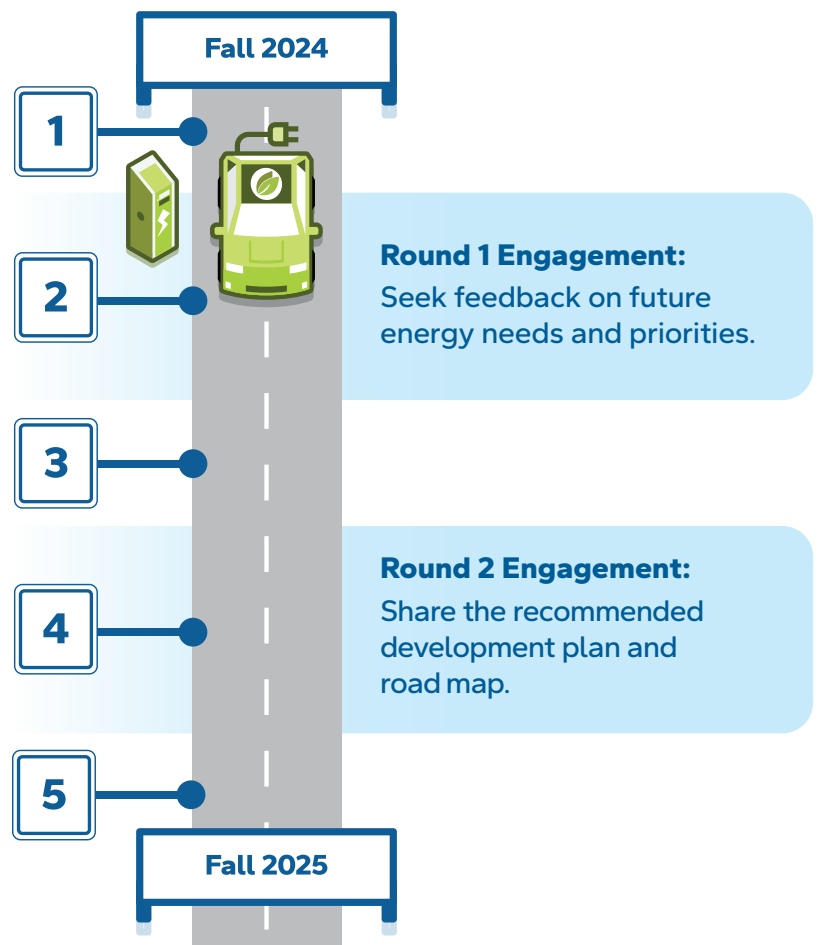 Fall 2024
1
2
Round 1 Engagement:
Seek feedback on future
energy needs and priorities.
3
4
Round 2 Engagement:
Share the recommended
development plan and
road map.
5
Fall 2025